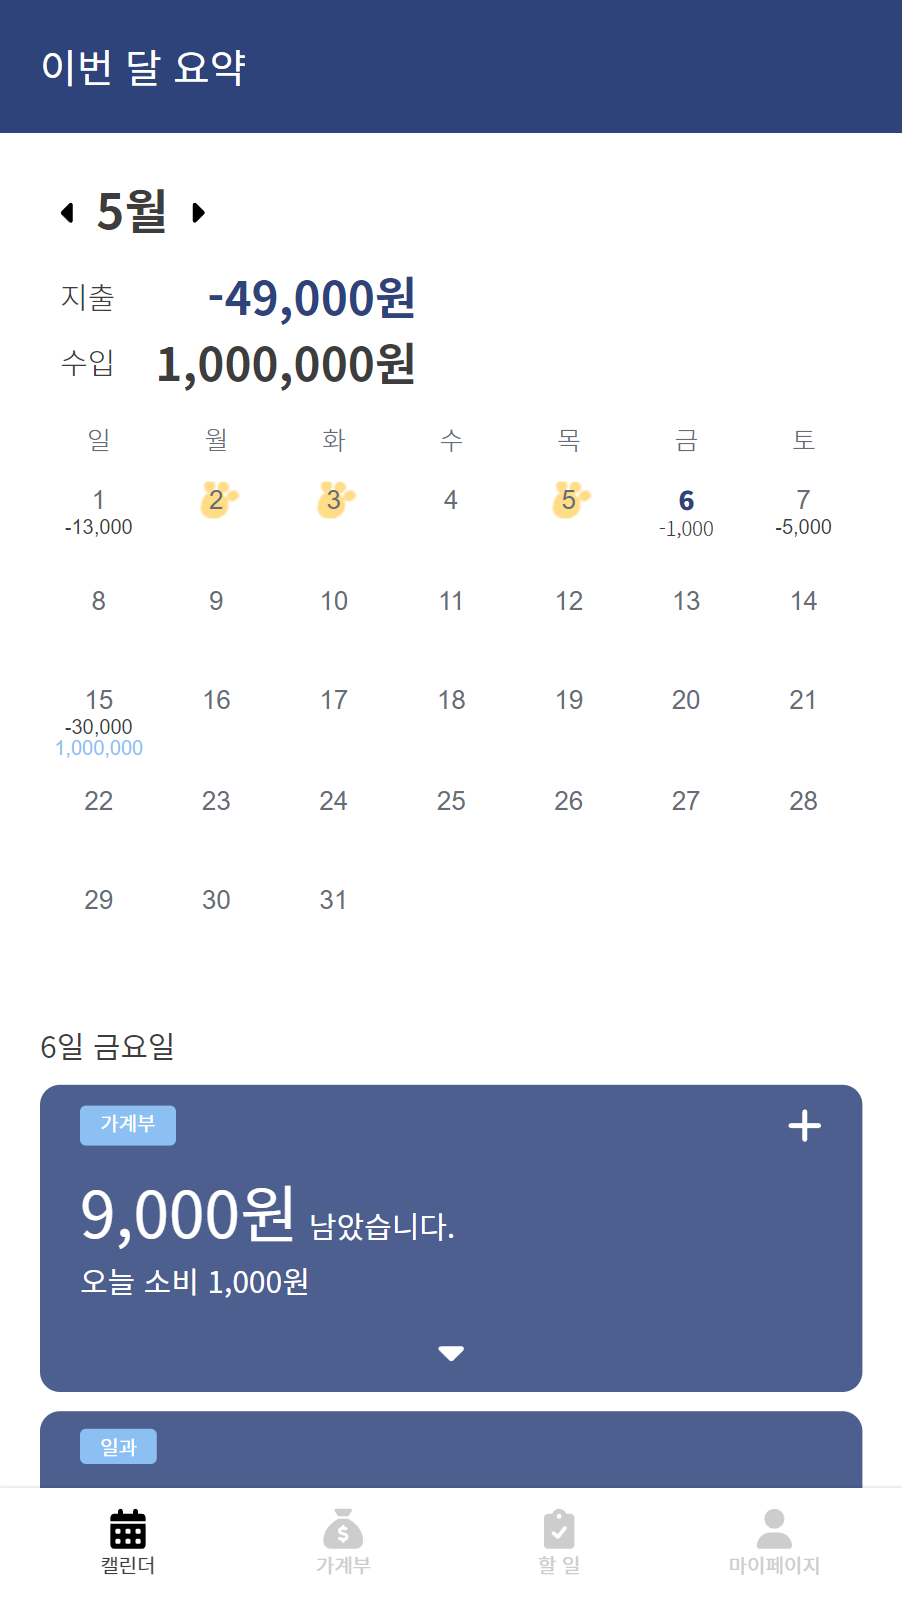 이번 달 요약
5월
지출 -49,000원
수입 1,000,000원
일 월 화 수 목 금 토
1 2 3 4 5 6 7
-13,000 -1,000 -5,000
8 9 10 11 12 13 14
15 16 17 18 19 20 21
-30,000
1,000,000
22 23 24 25 26 27 28
29 30 31
6일 금요일
가계부
9,000원 남았습니다.
오늘 소비 1,000원
일과
캘린더 가계부 할 일 마이페이지